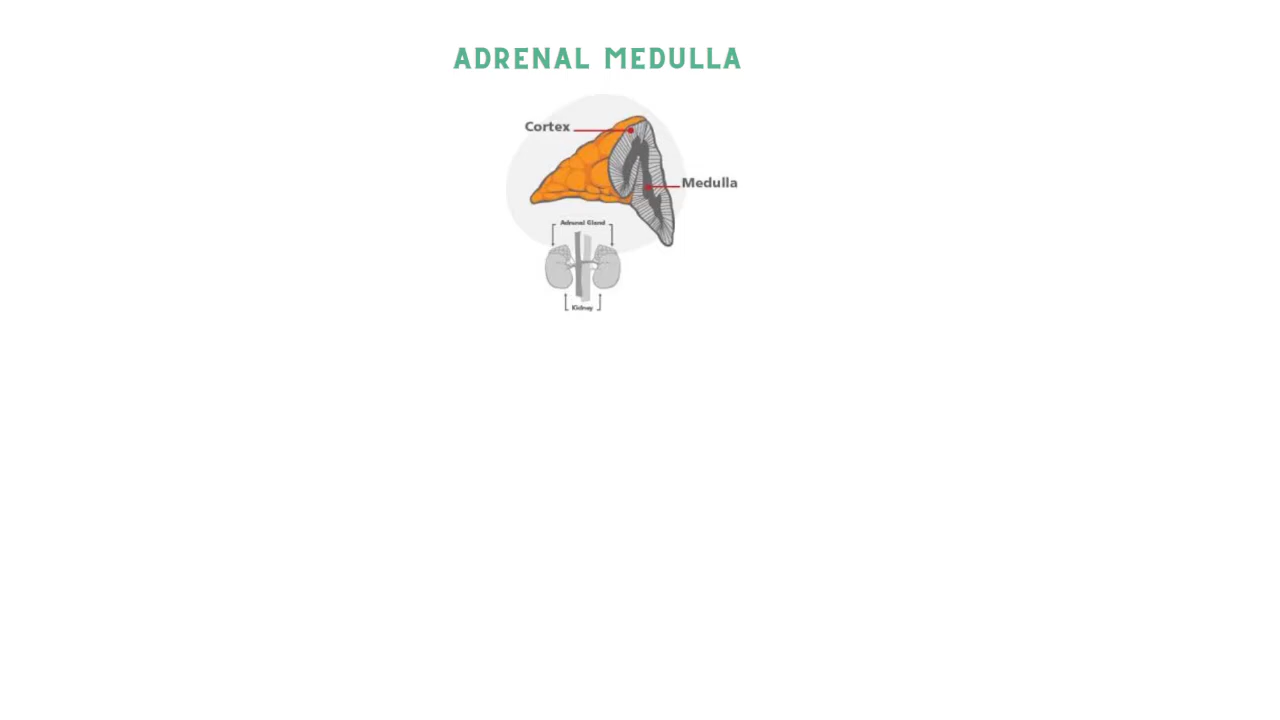 ADRENAL MEDULLA
Cortex
Medulla
Adrenal Gland
Kidney